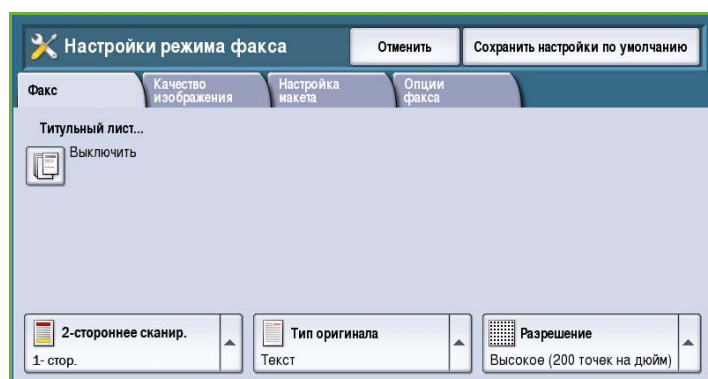 Настройки режима факса
Отменить
Сохранить настройки по умолчанию
Факс
Качество
изображения
Настройка
макета
Опции
факса
Титульный лист...
Выключить
2-стороннее сканир.
1- стор.
Тип оригинала
Текст
Разрешение
Высокое (200 точек на дюйм)